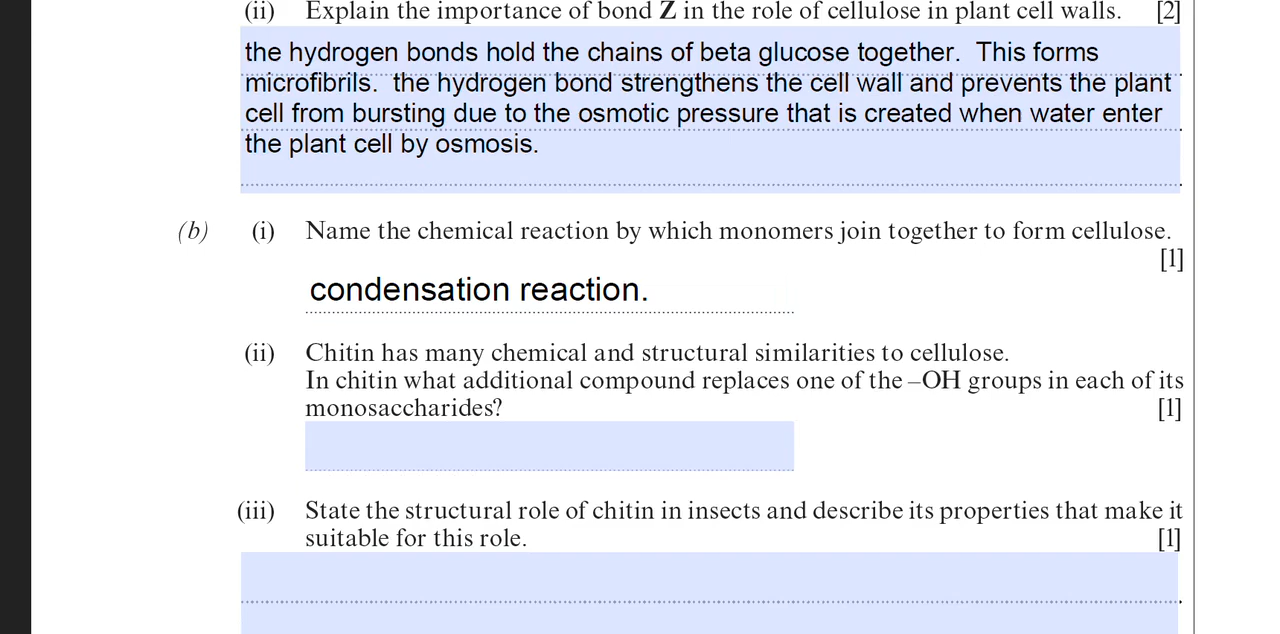 (ii) Explain the importance of bond Z in the role of cellulose in plant cell walls. [2]
the hydrogen bonds hold the chains of beta glucose together. This forms
microfibrils. the hydrogen bond strengthens the cell wall and prevents the plant
cell from bursting due to the osmotic pressure that is created when water enter
the plant cell by osmosis.
(b) (i) Name the chemical reaction by which monomers join together to form cellulose.
[1]
condensation reaction.
(ii) Chitin has many chemical and structural similarities to cellulose.
In chitin what additional compound replaces one of the –OH groups in each of its
monosaccharides? [1]
(iii) State the structural role of chitin in insects and describe its properties that make it
suitable for this role. [1]